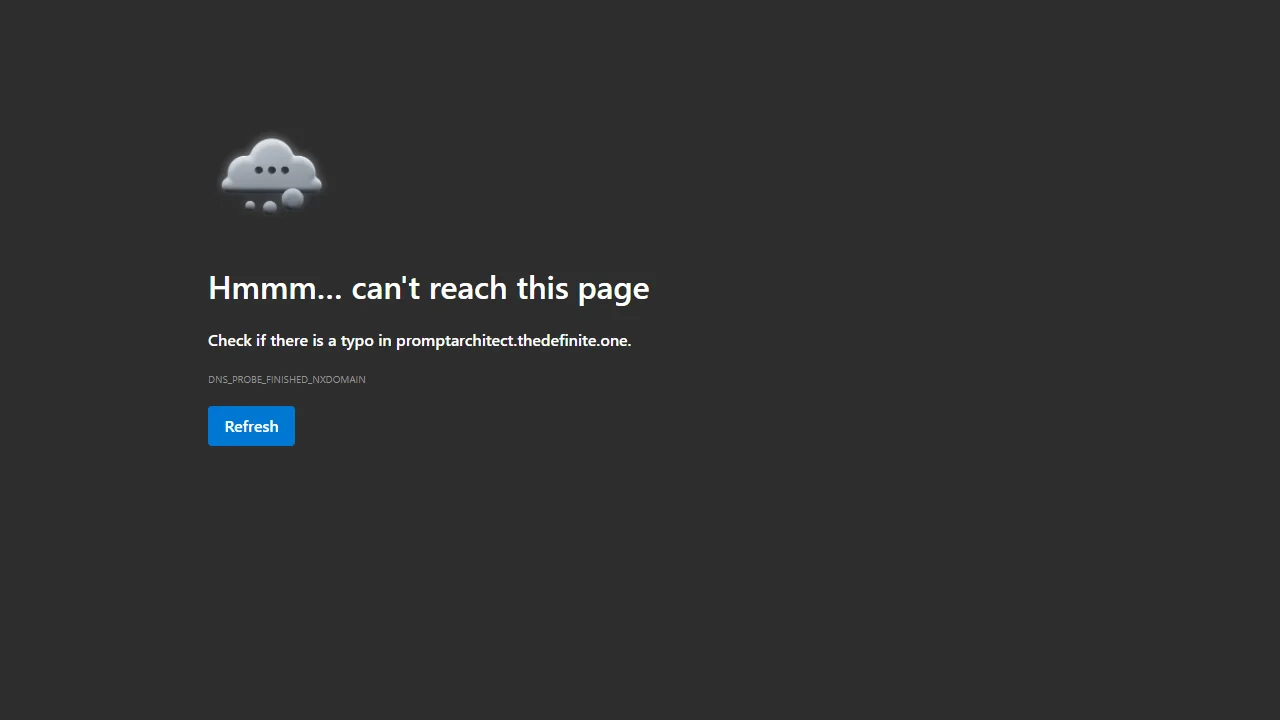 Hmmm... can't reach this page
Check if there is a typo in promptarchitect.thedefinite.one.
DNS_PROBE_FINISHED_NXDOMAIN
Refresh